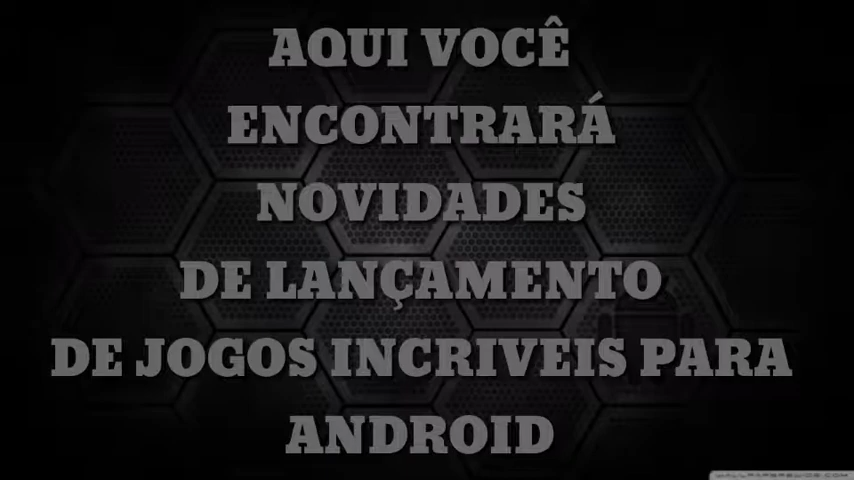 AQUI VOCÊ
ENCONTRARÁ
NOVIDADES
DE LANÇAMENTO
DE JOGOS INCRIVEIS PARA
ANDROID